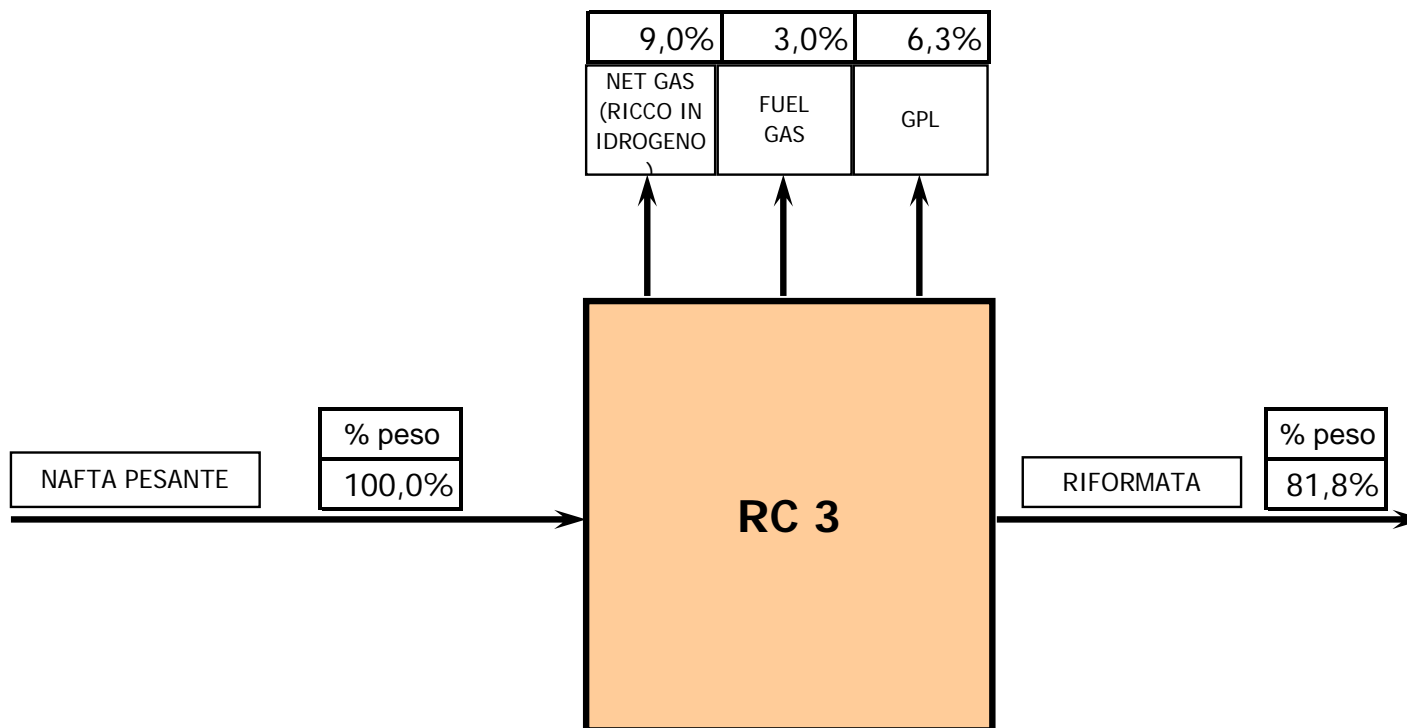 9,0% 3,0% 6,3%
NET GAS
(RICCO IN
IDROGENO
)
FUEL
GAS
GPL
% peso
100,0%
NAFTA PESANTE
RC 3
RIFORMATA
% peso
81,8%